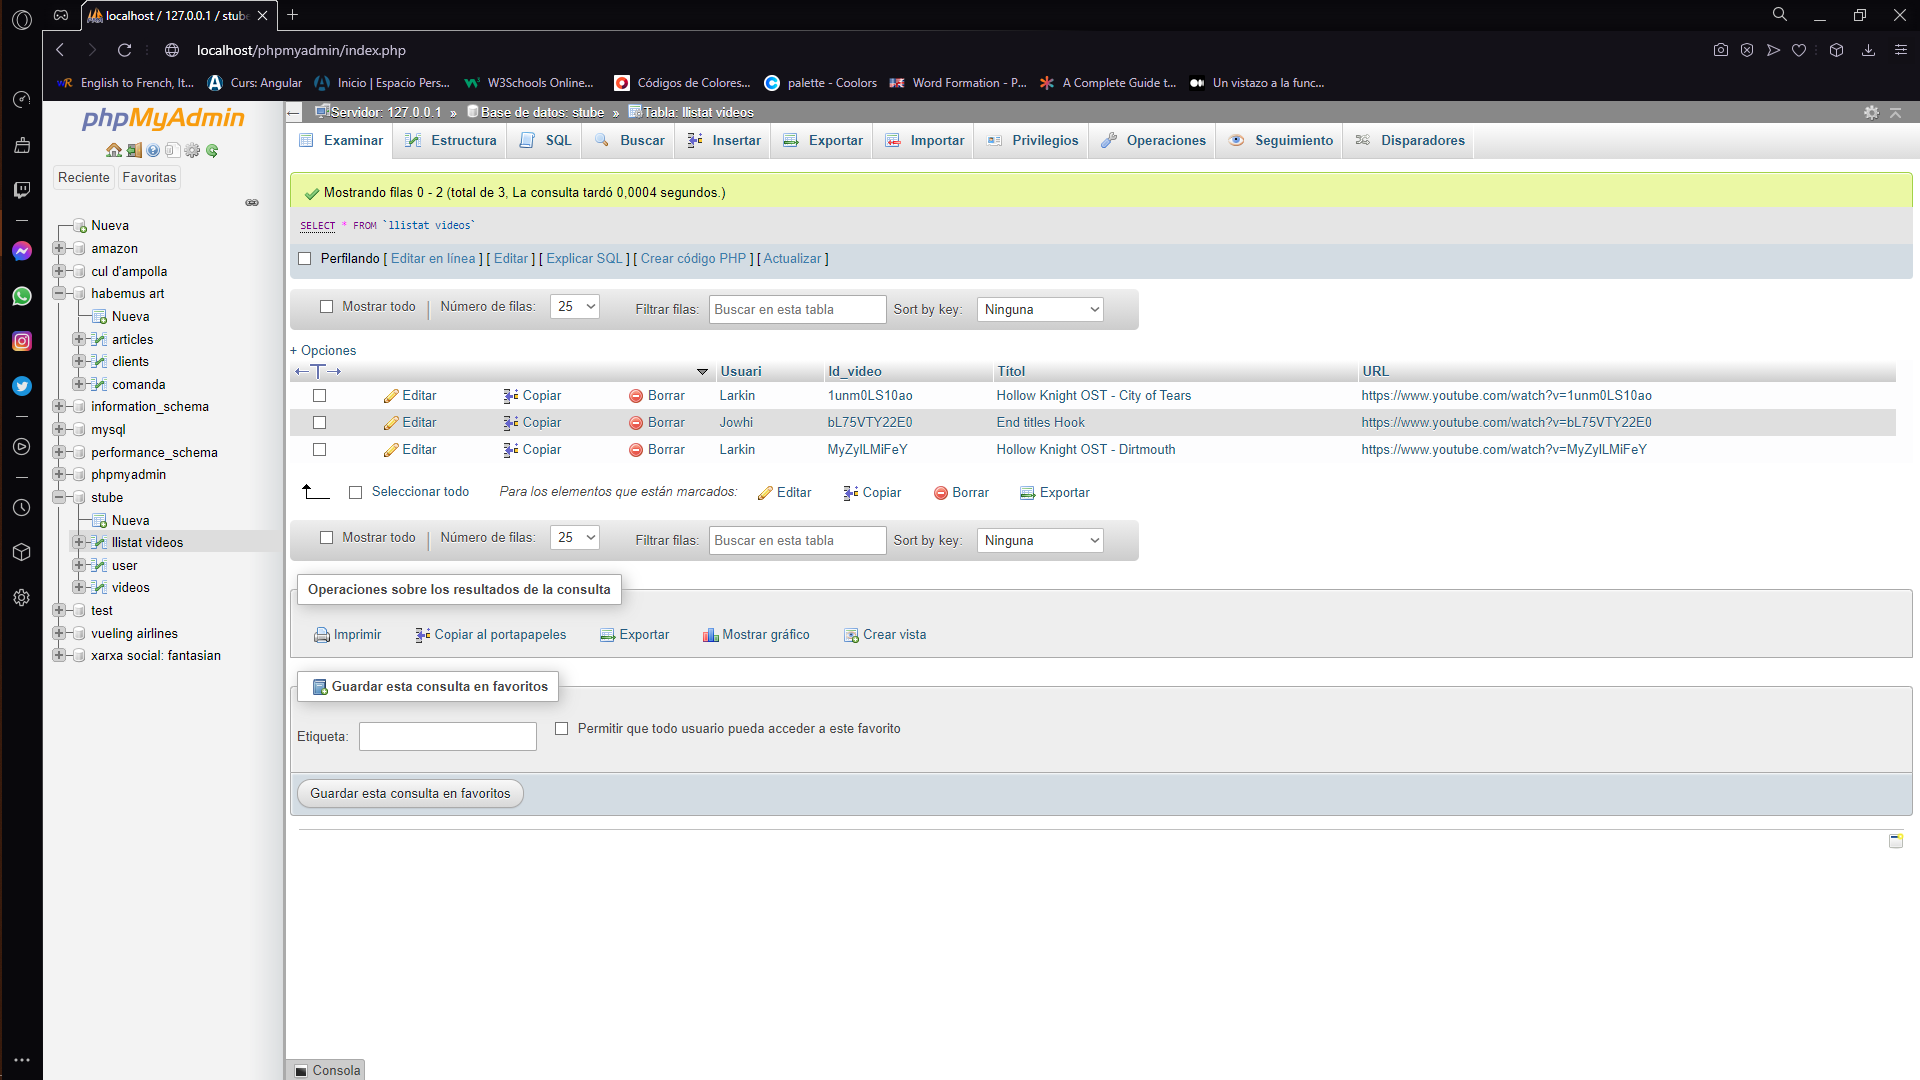 localhost / 127.0.0.1 / stube
localhost/phpmyadmin/index.php
English to French, It... Curs: Angular Inicio | Espacio Pers... W3Schools Online... Códigos de Colores... palette - Coolors Word Formation - P... A Complete Guide t... Un vistazo a la func...
phpMyAdmin
Reciente Favoritas
Nueva
amazon
cul d'ampolla
habemus art
Nueva
articles
clients
comanda
information_schema
mysql
performance_schema
phpmyadmin
stube
Nueva
llistat videos
user
videos
test
vueling airlines
xarxa social: fantasian
Servidor: 127.0.0.1 » Base de datos: stube » Tabla: llistat videos
Examinar Estructura SQL Buscar Insertar Exportar Importar Privilegios Operaciones Seguimiento Disparadores
Mostrando filas 0 - 2 (total de 3, La consulta tardó 0,0004 segundos.)
SELECT * FROM `llistat videos`
Perfilando [ Editar en línea ] [ Editar ] [ Explicar SQL ] [ Crear código PHP ] [ Actualizar ]
Mostrar todo Número de filas: 25 Filtrar filas: Buscar en esta tabla Sort by key: Ninguna
+ Opciones
←T→ Usuari Id_video Títol URL
Editar Copiar Borrar Larkin 1unm0LS10ao Hollow Knight OST - City of Tears https://www.youtube.com/watch?v=1unm0LS10ao
Editar Copiar Borrar Jowhi bL75VTY22E0 End titles Hook https://www.youtube.com/watch?v=bL75VTY22E0
Editar Copiar Borrar Larkin MyZylLMiFeY Hollow Knight OST - Dirtmouth https://www.youtube.com/watch?v=MyZylLMiFeY
Seleccionar todo Para los elementos que están marcados: Editar Copiar Borrar Exportar
Mostrar todo Número de filas: 25 Filtrar filas: Buscar en esta tabla Sort by key: Ninguna
Operaciones sobre los resultados de la consulta
Imprimir Copiar al portapapeles Exportar Mostrar gráfico Crear vista
Guardar esta consulta en favoritos
Etiqueta: Permitir que todo usuario pueda acceder a este favorito
Guardar esta consulta en favoritos
Consola